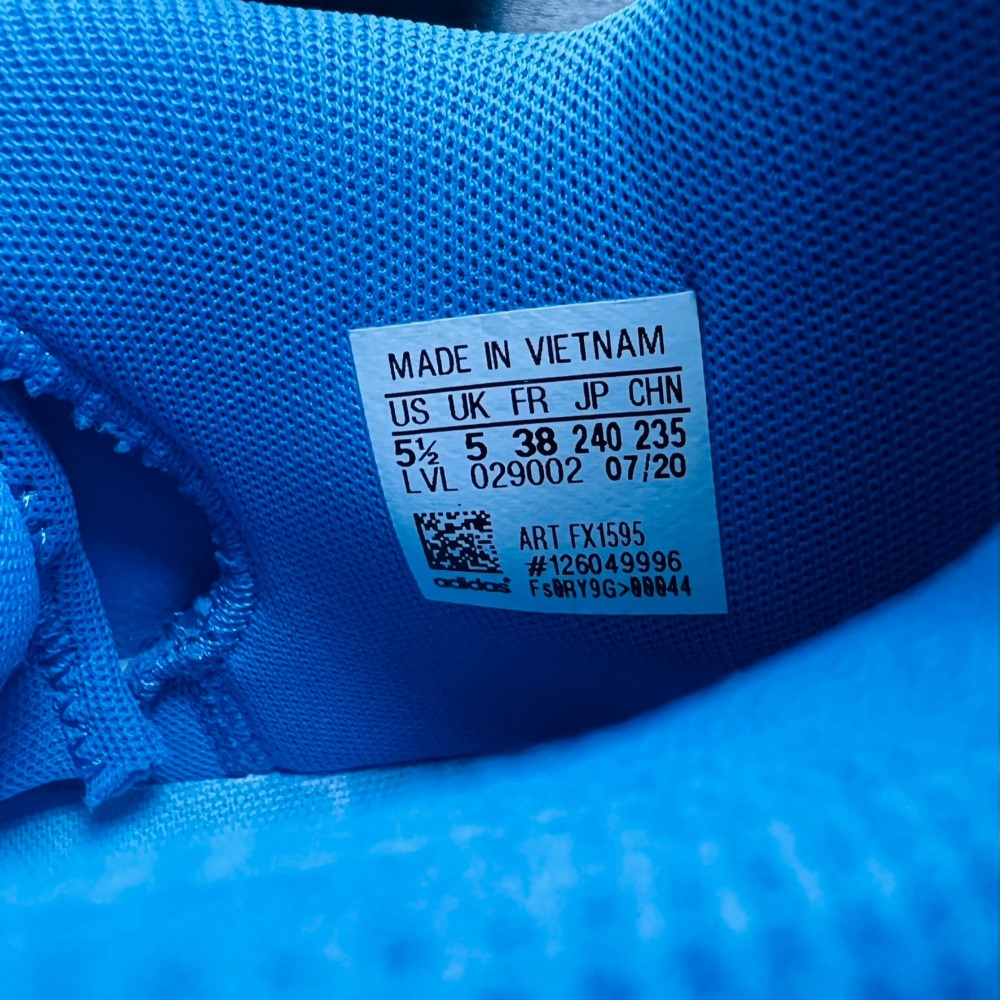 MADE IN VIETNAM
US UK FR JP CHN
5½ 5 38 240 235
LVL 029002 07/20
ART FX1595
#126049996
adidas FsØRY9G>ØØØ44